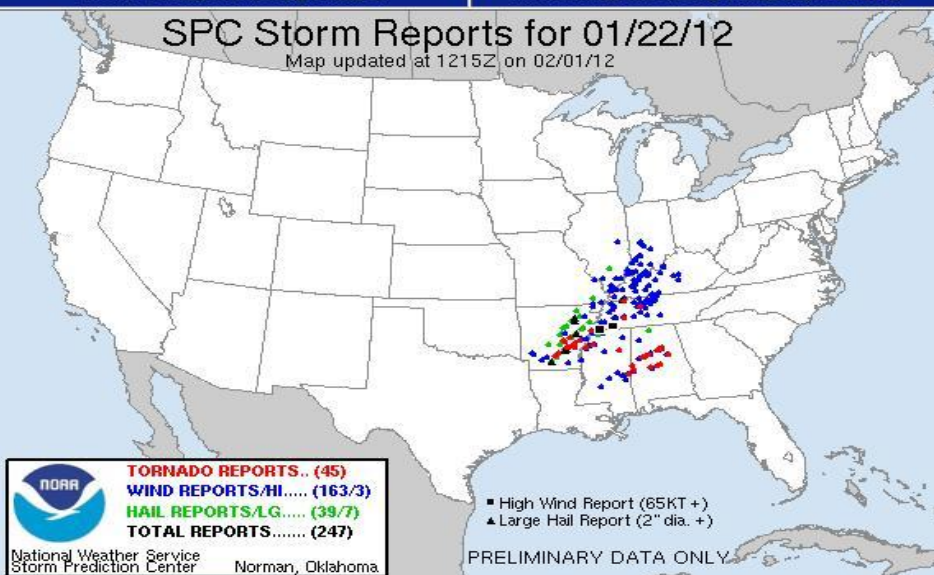 SPC Storm Reports for 01/22/12
Map updated at 1215Z on 02/01/12
NOAA
TORNADO REPORTS.. (45)
WIND REPORTS/HI..... (163/3)
HAIL REPORTS/LG..... (39/7)
TOTAL REPORTS....... (247)
National Weather Service
Storm Prediction Center Norman, Oklahoma
■ High Wind Report (65KT +)
▲ Large Hail Report (2" dia. +)
PRELIMINARY DATA ONLY